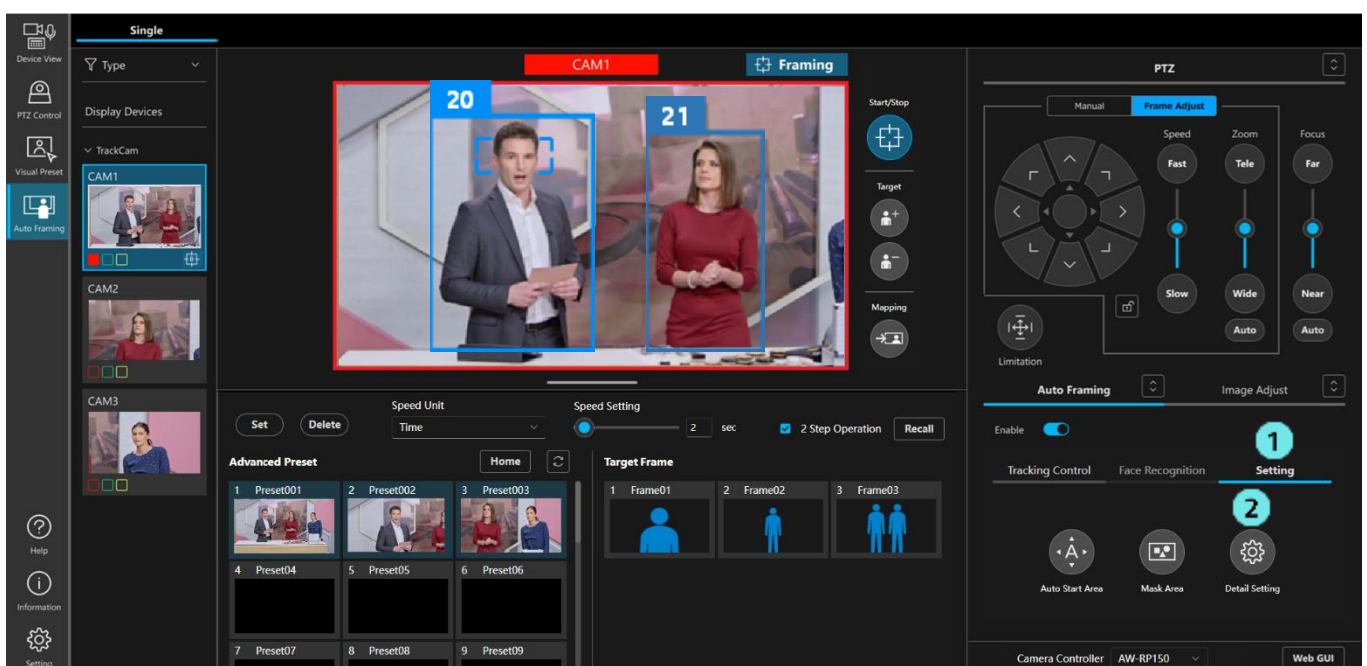 Single
Device View
PTZ Control
Visual Preset
Auto Framing
Help
Information
Setting
Type
Display Devices
TrackCam
CAM1
CAM2
CAM3
CAM1
Framing
20
21
Start/Stop
Target
Mapping
Set
Delete
Speed Unit
Time
Speed Setting
2 sec
2 Step Operation
Recall
Advanced Preset
Home
1 Preset001
2 Preset002
3 Preset003
4 Preset04
5 Preset05
6 Preset06
7 Preset07
8 Preset08
9 Preset09
Target Frame
1 Frame01
2 Frame02
3 Frame03
PTZ
Manual
Frame Adjust
Speed
Zoom
Focus
Fast
Tele
Far
Slow
Wide
Near
Auto
Auto
Limitation
Auto Framing
Image Adjust
Enable
1
Tracking Control
Face Recognition
Setting
2
A
Auto Start Area
Mask Area
Detail Setting
Camera Controller
AW-RP150
Web GUI